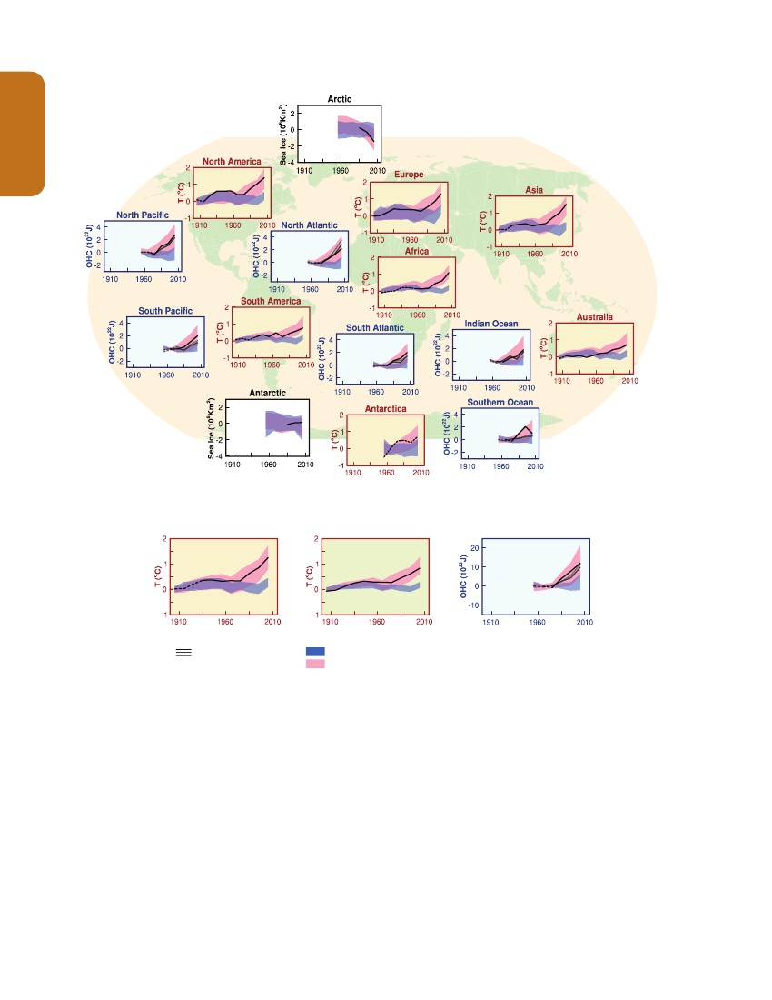 Arctic
Sea Ice (10⁶Km²)
2
0
-2
-4
1910 1960 2010
North America
T (°C)
2
1
0
-1
1910 1960 2010
Europe
T (°C)
2
1
0
-1
1910 1960 2010
Asia
T (°C)
2
1
0
-1
1910 1960 2010
North Pacific
OHC (10²²J)
4
2
0
-2
1910 1960 2010
North Atlantic
OHC (10²²J)
4
2
0
-2
1910 1960 2010
Africa
T (°C)
2
1
0
-1
1910 1960 2010
South Pacific
OHC (10²²J)
4
2
0
-2
1910 1960 2010
South America
T (°C)
2
1
0
-1
1910 1960 2010
South Atlantic
OHC (10²²J)
4
2
0
-2
1910 1960 2010
Indian Ocean
OHC (10²²J)
4
2
0
-2
1910 1960 2010
Australia
T (°C)
2
1
0
-1
1910 1960 2010
Antarctic
Sea Ice (10⁶Km²)
2
0
-2
-4
1910 1960 2010
Antarctica
T (°C)
2
1
0
-1
1910 1960 2010
Southern Ocean
OHC (10²²J)
4
2
0
-2
1910 1960 2010
T (°C)
2
1
0
-1
1910 1960 2010
T (°C)
2
1
0
-1
1910 1960 2010
OHC (10²²J)
20
10
0
-10
1910 1960 2010